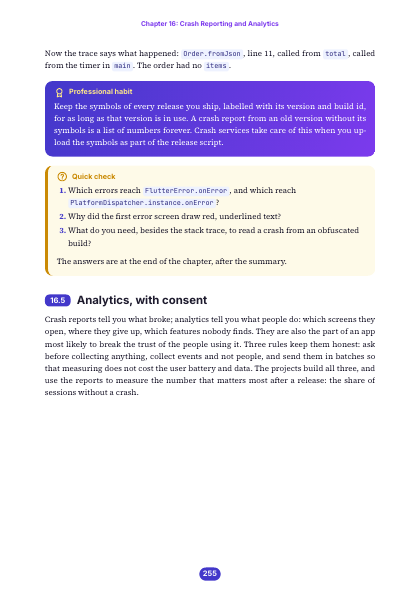 Chapter 16: Crash Reporting and Analytics
Now the trace says what happened: Order.fromJson, line 11, called from total, called
from the timer in main. The order had no items.
Professional habit
Keep the symbols of every release you ship, labelled with its version and build id,
for as long as that version is in use. A crash report from an old version without its
symbols is a list of numbers forever. Crash services take care of this when you up-
load the symbols as part of the release script.
Quick check
1. Which errors reach FlutterError.onError, and which reach
PlatformDispatcher.instance.onError?
2. Why did the first error screen draw red, underlined text?
3. What do you need, besides the stack trace, to read a crash from an obfuscated
build?
The answers are at the end of the chapter, after the summary.
16.5 Analytics, with consent
Crash reports tell you what broke; analytics tell you what people do: which screens they
open, where they give up, which features nobody finds. They are also the part of an app
most likely to break the trust of the people using it. Three rules keep them honest: ask
before collecting anything, collect events and not people, and send them in batches so
that measuring does not cost the user battery and data. The projects build all three, and
use the reports to measure the number that matters most after a release: the share of
sessions without a crash.
255